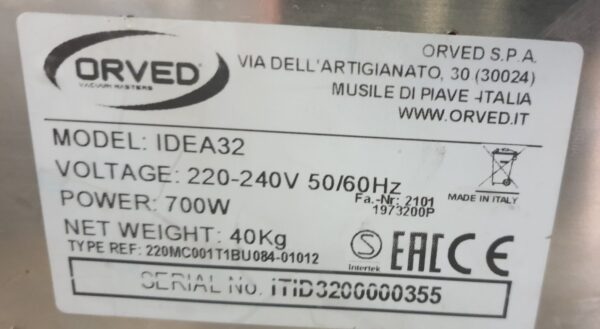 ORVED
VACUUM MASTERS
ORVED S.P.A.
VIA DELL'ARTIGIANATO, 30 (30024)
MUSILE DI PIAVE -ITALIA
WWW.ORVED.IT
MODEL: IDEA32
VOLTAGE: 220-240V 50/60Hz
POWER: 700W
Fa.-Nr: 2101
1973200P
MADE IN ITALY
NET WEIGHT: 40Kg
TYPE REF: 220MC001T1BU084-01012
S
Intertek
EAC CE
SERIAL No. ITID3200000355